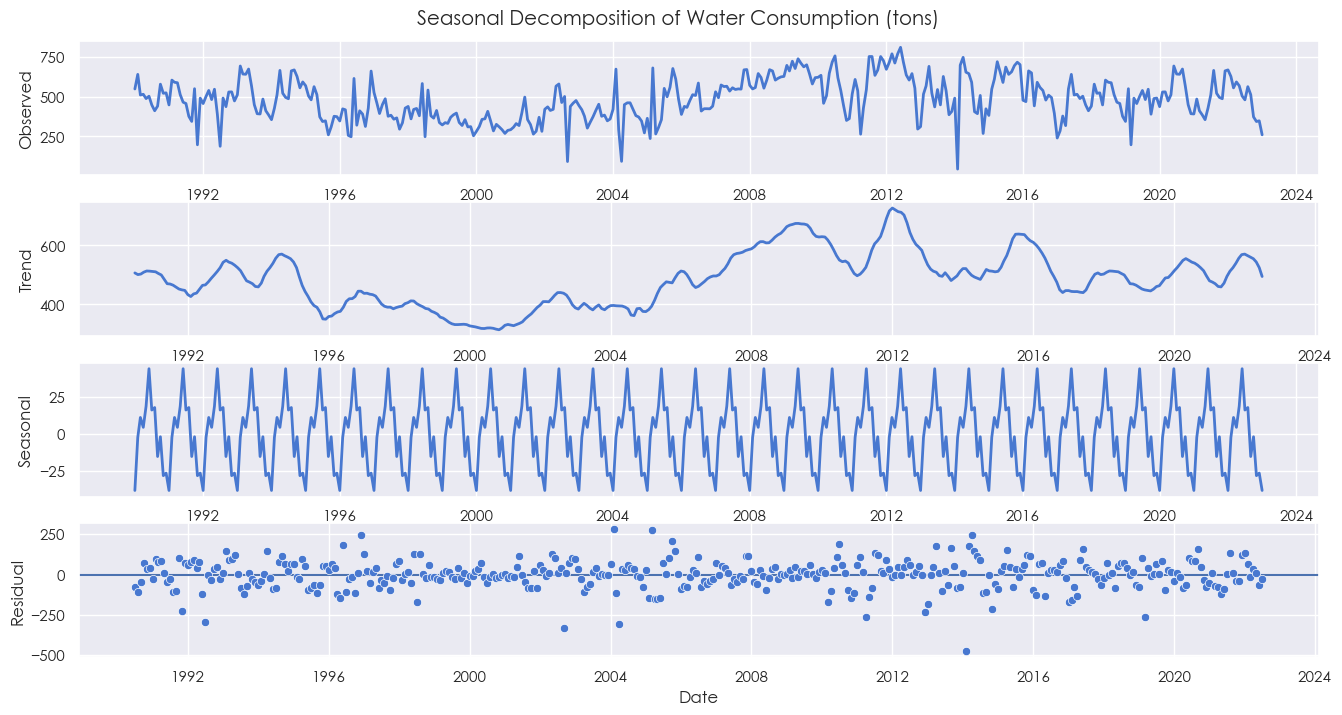 Seasonal Decomposition of Water Consumption (tons)
Observed
750
500
250
1992 1996 2000 2004 2008 2012 2016 2020 2024
Trend
600
400
1992 1996 2000 2004 2008 2012 2016 2020 2024
Seasonal
25
0
−25
1992 1996 2000 2004 2008 2012 2016 2020 2024
Residual
250
0
−250
−500
1992 1996 2000 2004 2008 2012 2016 2020 2024
Date